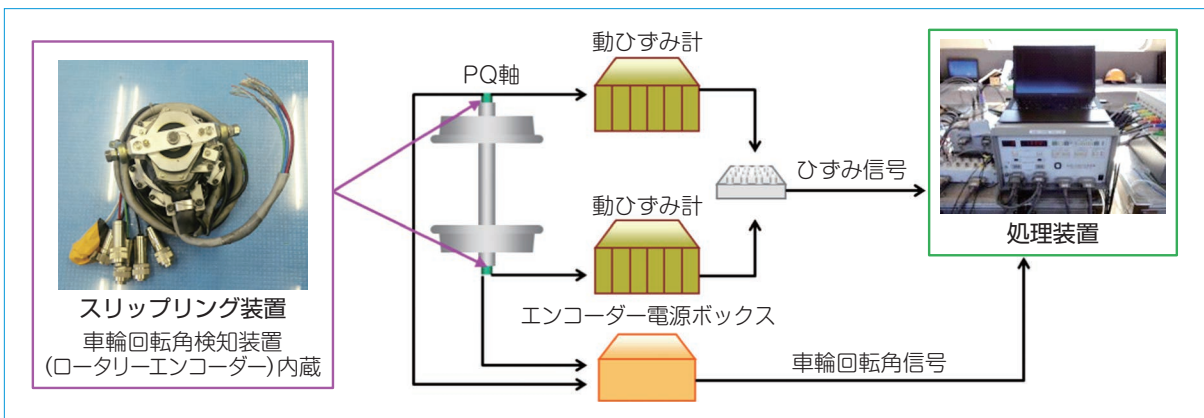 動ひずみ計
PQ軸
ひずみ信号
動ひずみ計
処理装置
スリップリング装置
車輪回転角検知装置
(ロータリーエンコーダー)内蔵
エンコーダー電源ボックス
車輪回転角信号